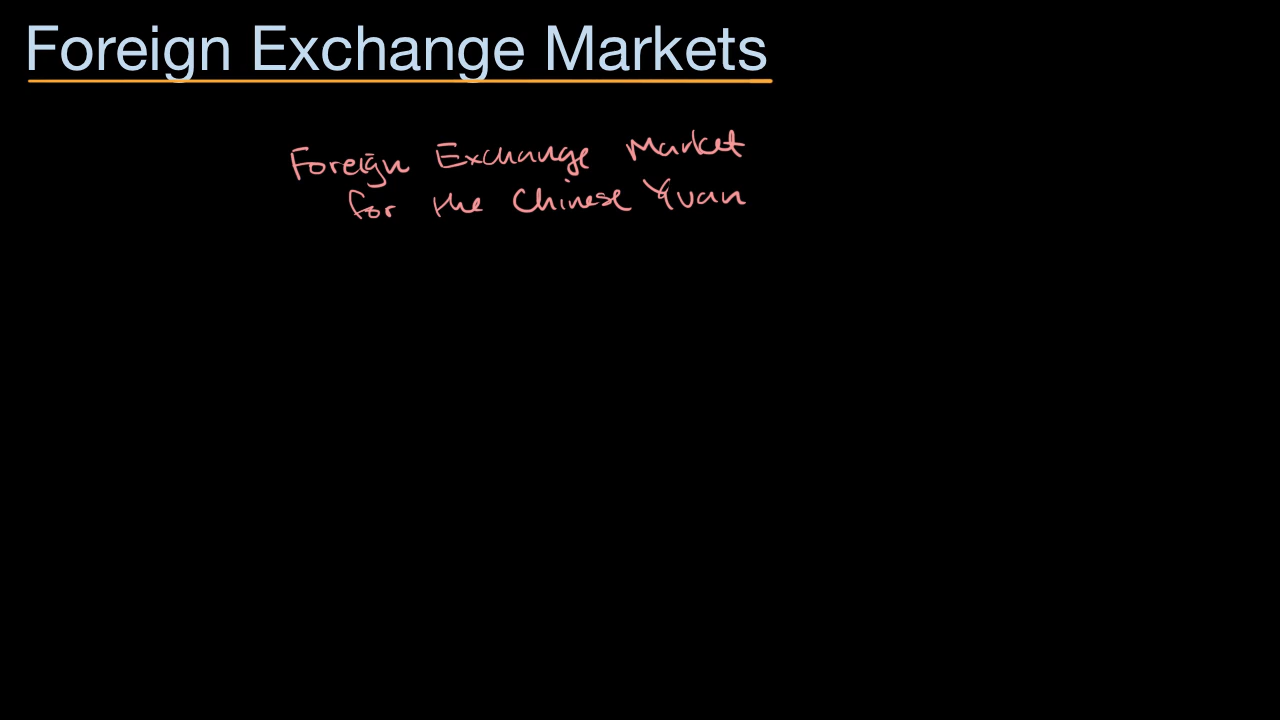 Foreign Exchange Markets
Foreign Exchange Market
for the Chinese Yuan